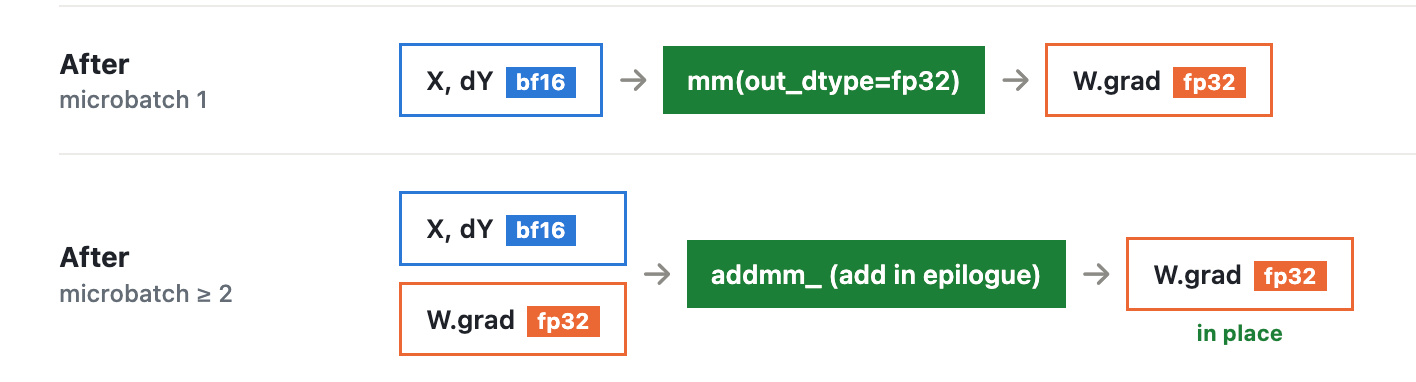 After
microbatch 1
X, dY bf16 → mm(out_dtype=fp32) → W.grad fp32
After
microbatch ≥ 2
X, dY bf16
W.grad fp32
→ addmm_ (add in epilogue) → W.grad fp32
in place